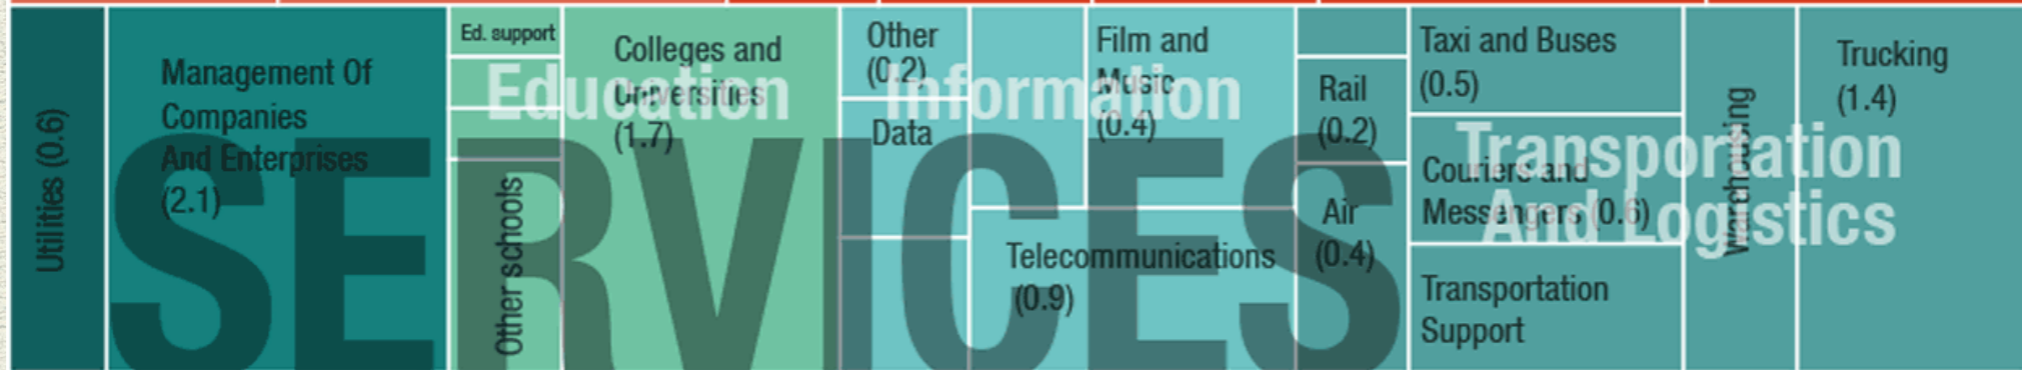 Utilities (0.6)
Management Of
Companies
And Enterprises
(2.1)
Ed. support
Other schools
Colleges and
Universities
(1.7)
Education
Other
(0.2)
Data
Information
Film and
Music
(0.4)
Telecommunications
(0.9)
Rail
(0.2)
Air
(0.4)
Taxi and Buses
(0.5)
Couriers and
Messengers (0.6)
Transportation
Support
Warehousing
Trucking
(1.4)
Transportation
And Logistics
SERVICES